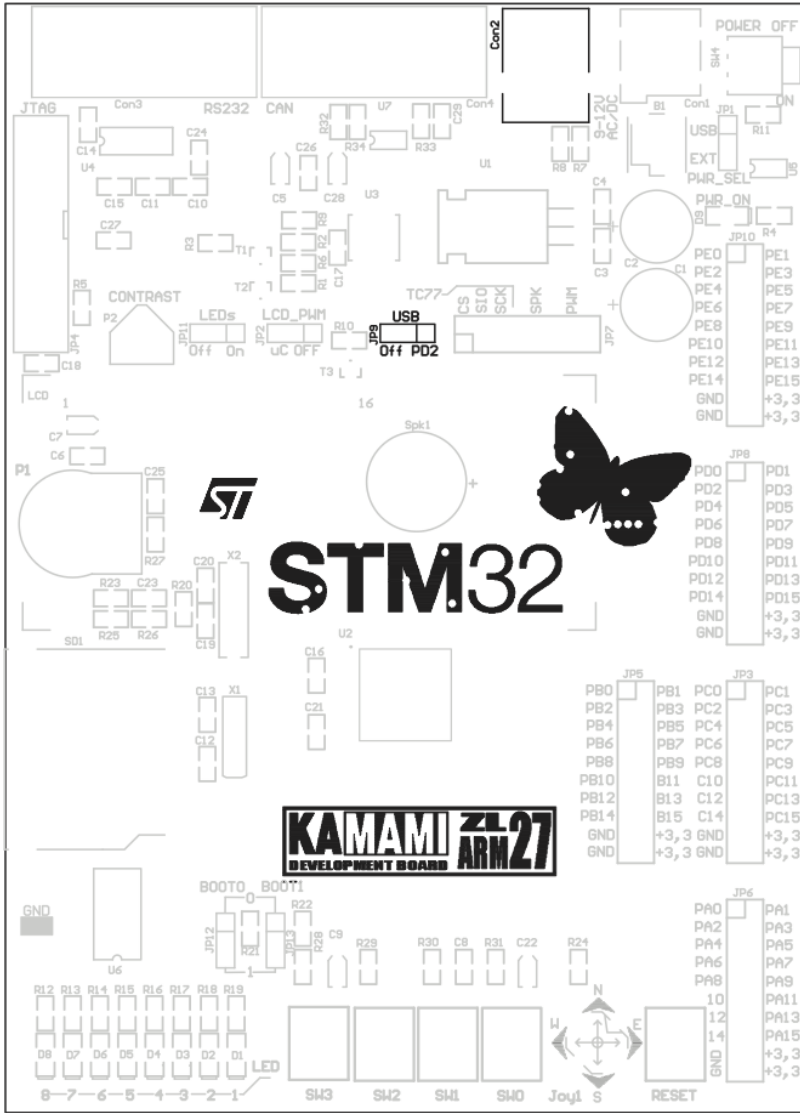 Con2
POWER OFF
SW4
ON
JTAG
Con3
RS232
CAN
U7
Con4
9-12V AC/DC
B1
Con1
JP1
R11
USB
EXT
PWR_SEL
U5
C14
U4
C24
R32
R34
R33
C29
C26
C5
C28
U1
R8
R7
C15
C11
C10
U3
C4
PWR_ON
D9
R4
C27
R3
T1
R9
R2
R6
R1
C17
T2
C3
C2
C1
R5
CONTRAST
P2
LEDs
JP11
Off On
LCD_PWM
JP2
uC OFF
R10
T3
USB
JP9
Off PD2
TC77
CS
SIO
SCK
SPK
PWM
JP7
JP4
C18
LCD
1
16
JP10
PE0 PE1
PE2 PE3
PE4 PE5
PE6 PE7
PE8 PE9
PE10 PE11
PE12 PE13
PE14 PE15
GND +3,3
GND +3,3
C7
C6
P1
C25
R27
Spk1
ST
STM32
JP8
PD0 PD1
PD2 PD3
PD4 PD5
PD6 PD7
PD8 PD9
PD10 PD11
PD12 PD13
PD14 PD15
GND +3,3
GND +3,3
R23
C23
R20
C20
X2
R25
R26
C19
SD1
U2
C16
C13
X1
C21
C12
JP5
PB0 PB1
PB2 PB3
PB4 PB5
PB6 PB7
PB8 PB9
PB10 B11
PB12 B13
PB14 B15
GND +3,3
GND +3,3
JP3
PC0 PC1
PC2 PC3
PC4 PC5
PC6 PC7
PC8 PC9
C10 PC11
C12 PC13
C14 PC15
GND +3,3
GND +3,3
KAMAMI
DEVELOPMENT BOARD
ZL
ARM27
GND
U6
BOOT0 BOOT1
0
JP12
R21
JP13
1
R22
R28
C9
R29
R30
C8
R31
C22
R24
JP6
PA0 PA1
PA2 PA3
PA4 PA5
PA6 PA7
PA8 PA9
10 PA11
12 PA13
14 PA15
GND +3,3
+3,3
R12 R13 R14 R15 R16 R17 R18 R19
D8 D7 D6 D5 D4 D3 D2 D1
LED
8 7 6 5 4 3 2 1
SW3
SW2
SW1
SW0
N
W
E
S
Joy1
RESET